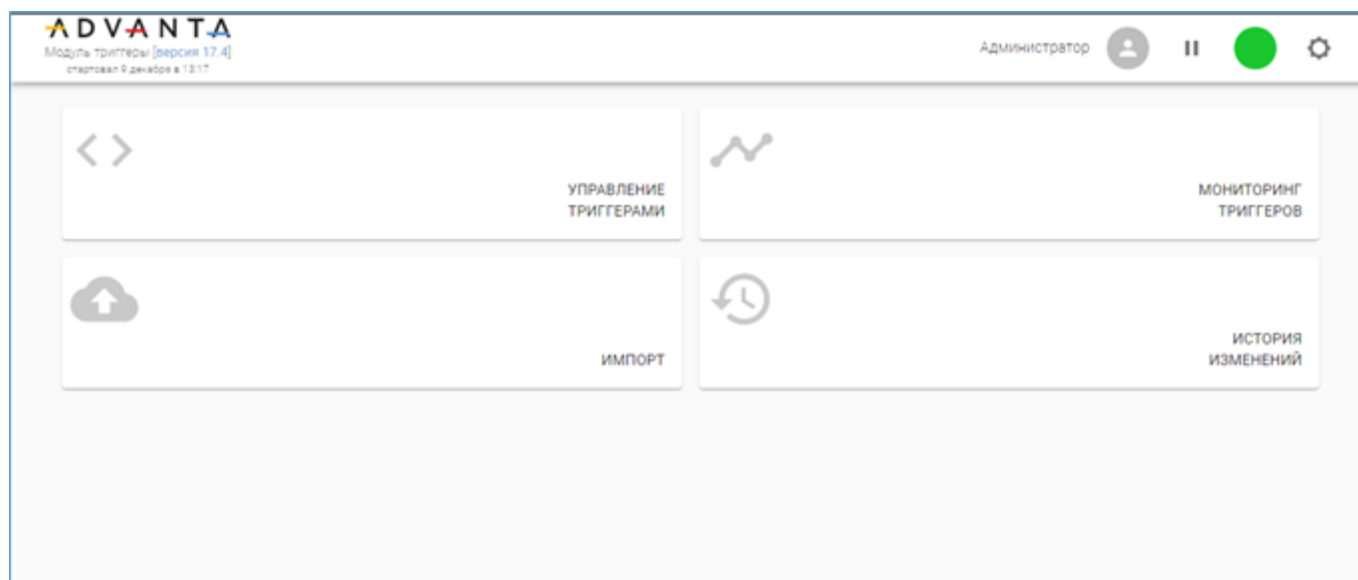 ADVANTA
Модуль триггеры [версия 17.4]
стартовал 9 декабря в 13:17
Администратор
УПРАВЛЕНИЕ
ТРИГГЕРАМИ
МОНИТОРИНГ
ТРИГГЕРОВ
ИМПОРТ
ИСТОРИЯ
ИЗМЕНЕНИЙ